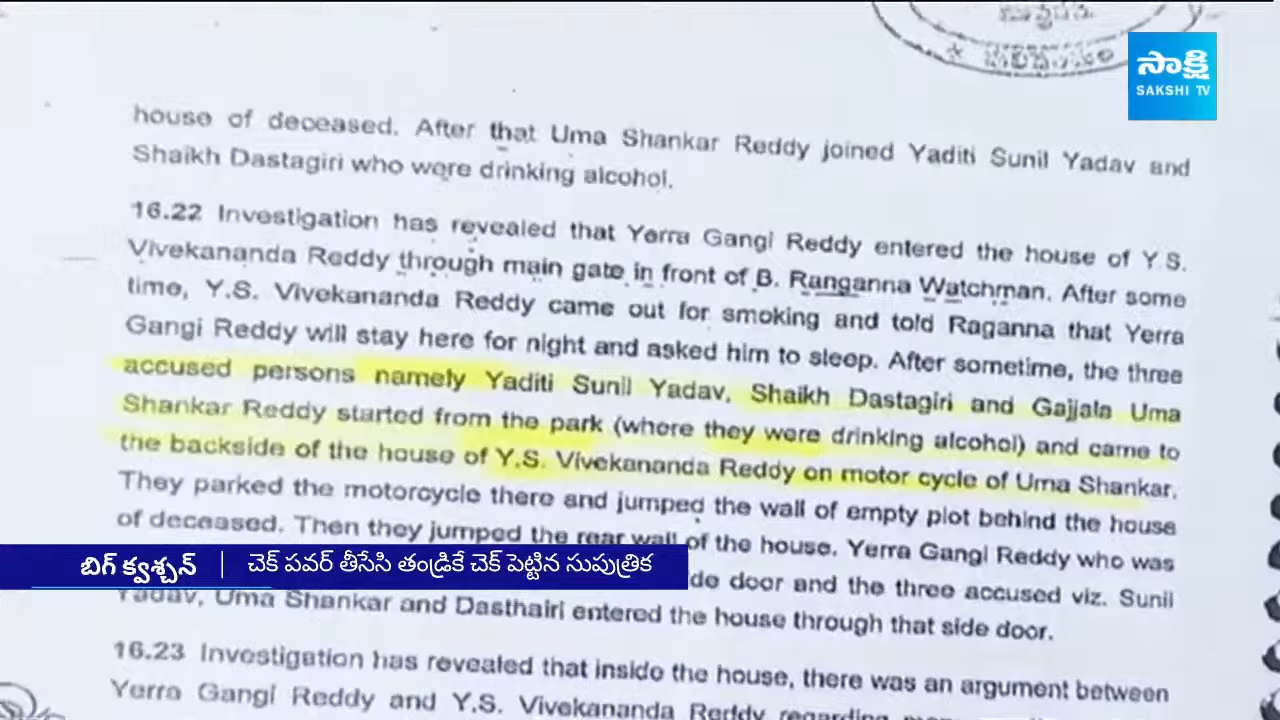 సాక్షి
SAKSHI TV
house of deceased. After that Uma Shankar Reddy joined Yaditi Sunil Yadav and
Shaikh Dastagiri who were drinking alcohol.
16.22 Investigation has revealed that Yerra Gangi Reddy entered the house of Y.S.
Vivekananda Reddy through main gate in front of B. Ranganna Watchman. After some
time, Y.S. Vivekananda Reddy came out for smoking and told Raganna that Yerra
Gangi Reddy will stay here for night and asked him to sleep. After sometime, the three
accused persons namely Yaditi Sunil Yadav, Shaikh Dastagiri and Gajjala Uma
Shankar Reddy started from the park (where they were drinking alcohol) and came to
the backside of the house of Y.S. Vivekananda Reddy on motor cycle of Uma Shankar.
They parked the motorcycle there and jumped the wall of empty plot behind the house
of deceased. Then they jumped the rear wall of the house. Yerra Gangi Reddy who was
de door and the three accused viz. Sunil
Yadav, Uma Shankar and Dasthairi entered the house through that side door.
16.23 Investigation has revealed that inside the house, there was an argument between
Yerra Gangi Reddy and Y.S. Vivekananda Reddy regarding
బిగ్ క్వశ్చన్ | చెక్ పవర్ తీసేసి తండ్రికే చెక్ పెట్టిన సుపుత్రిక